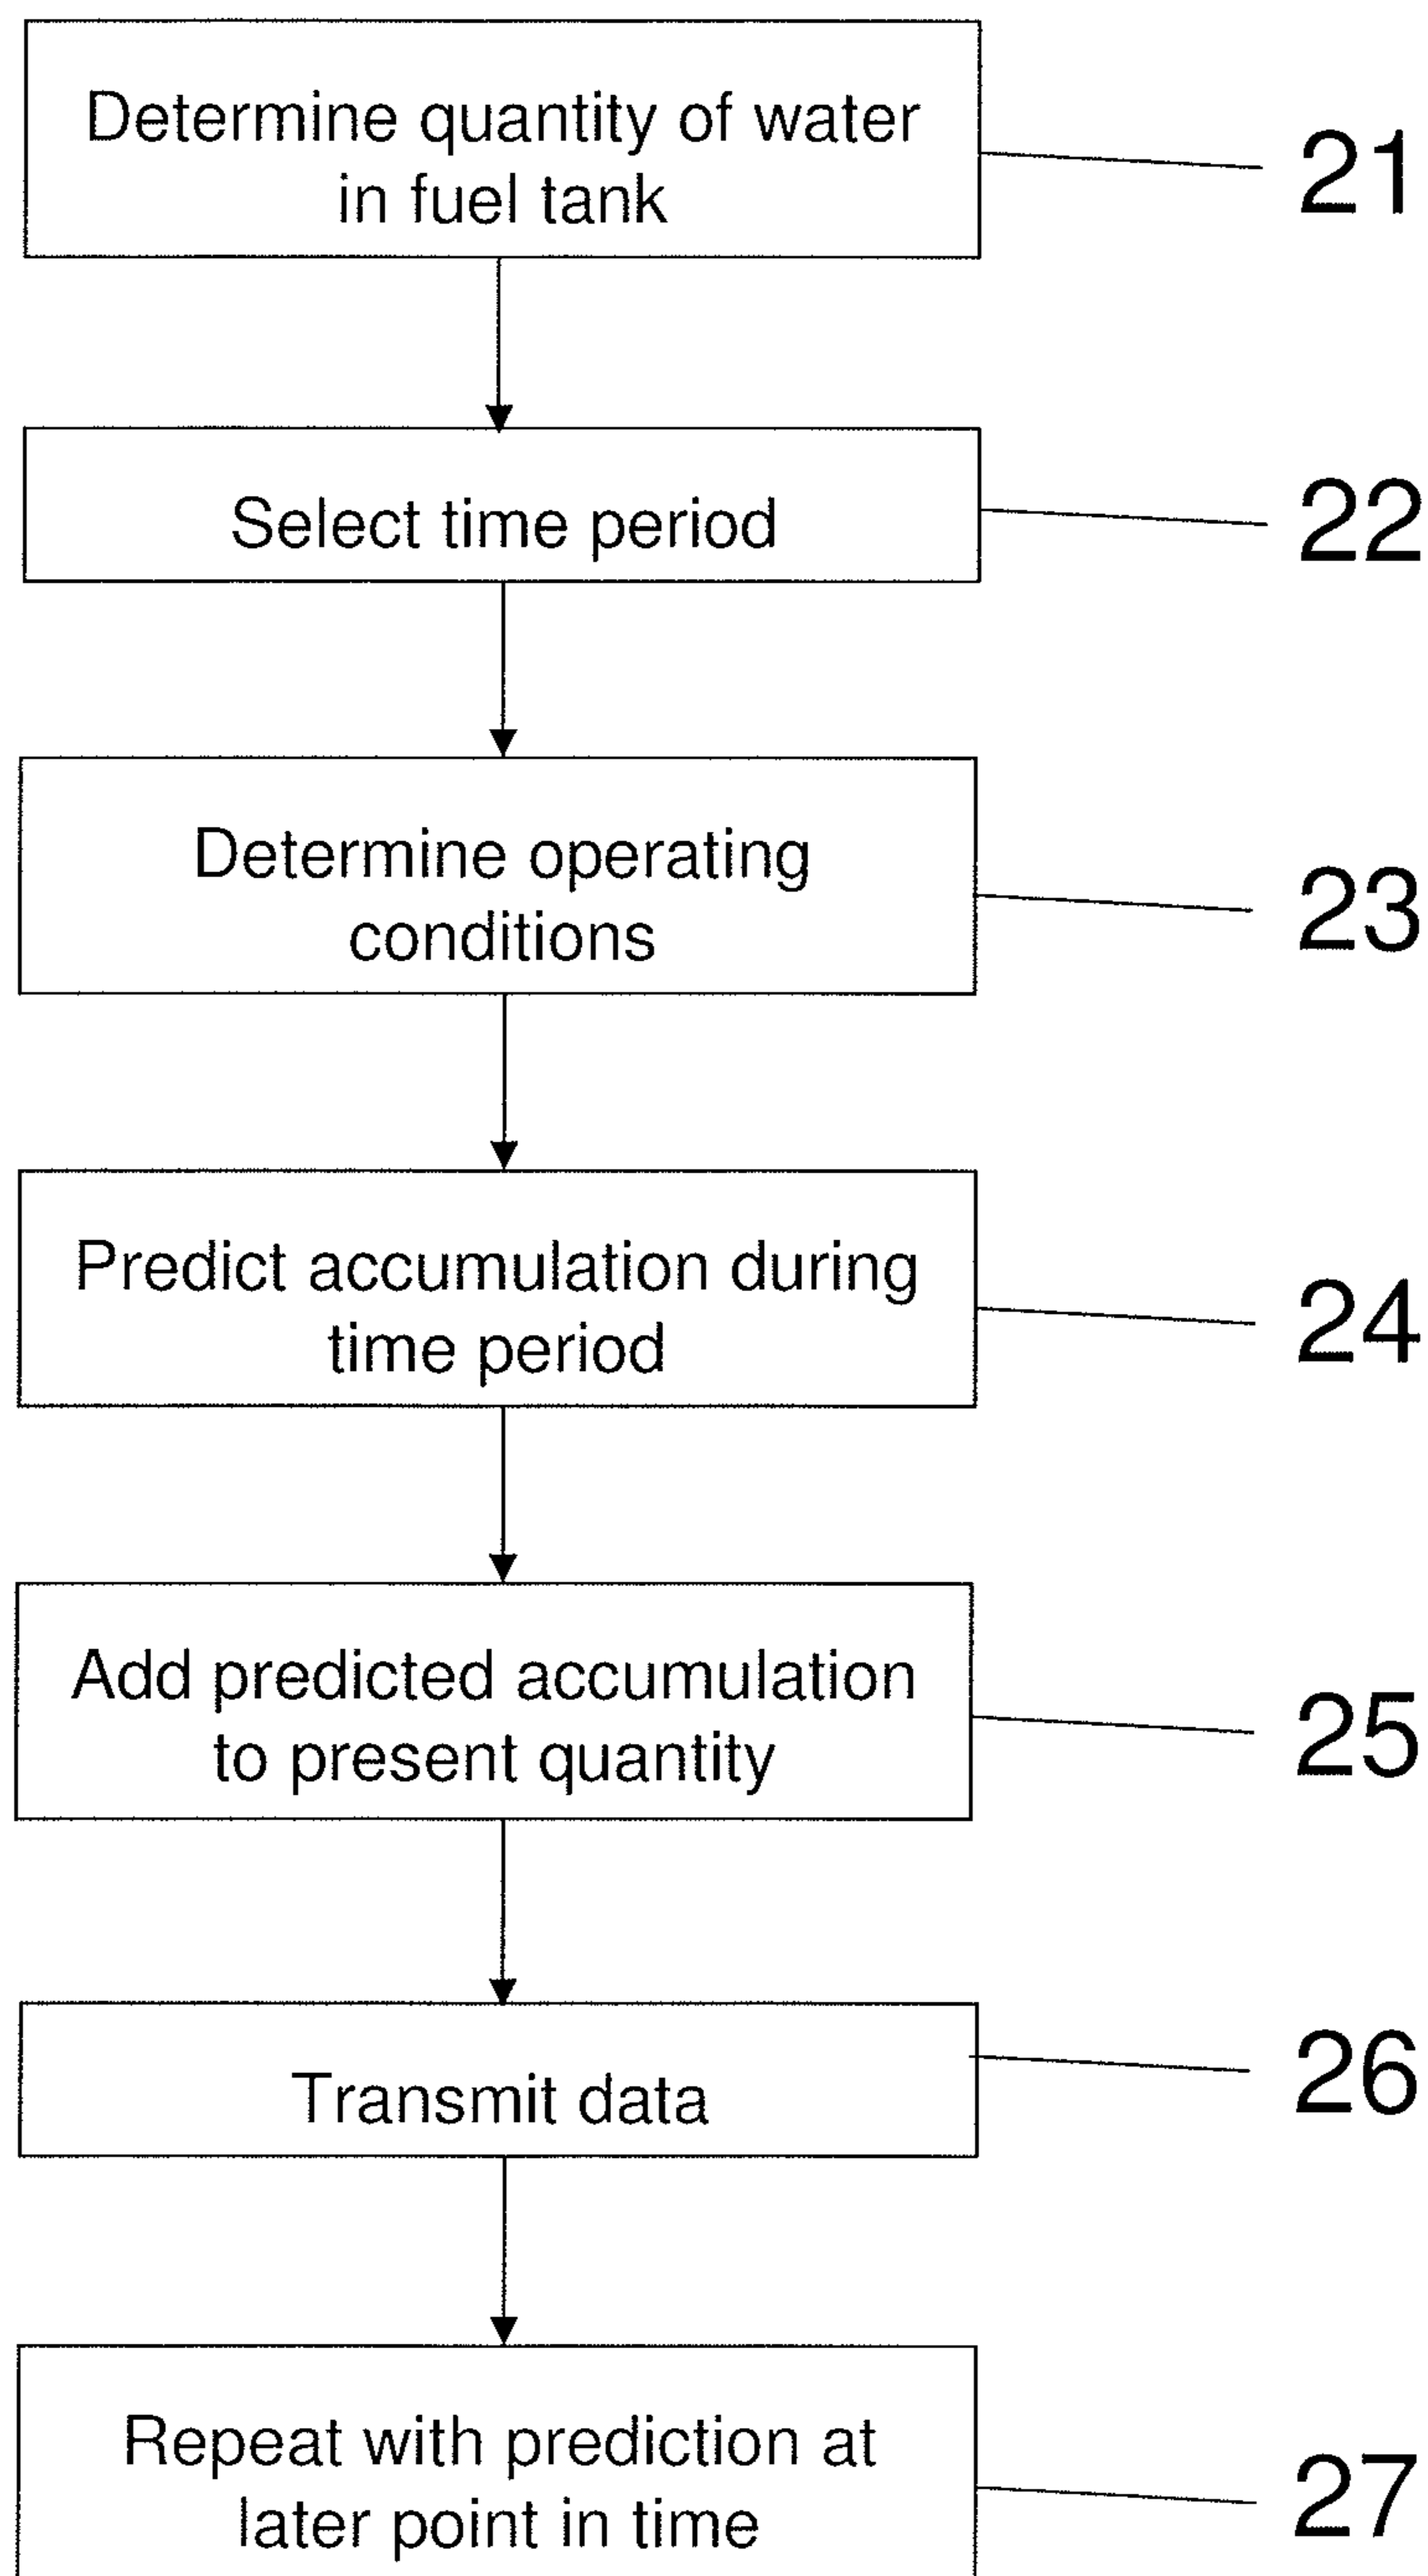 Determine quantity of water
in fuel tank
21
Select time period
22
Determine operating
conditions
23
Predict accumulation during
time period
24
Add predicted accumulation
to present quantity
25
Transmit data
26
Repeat with prediction at
later point in time
27